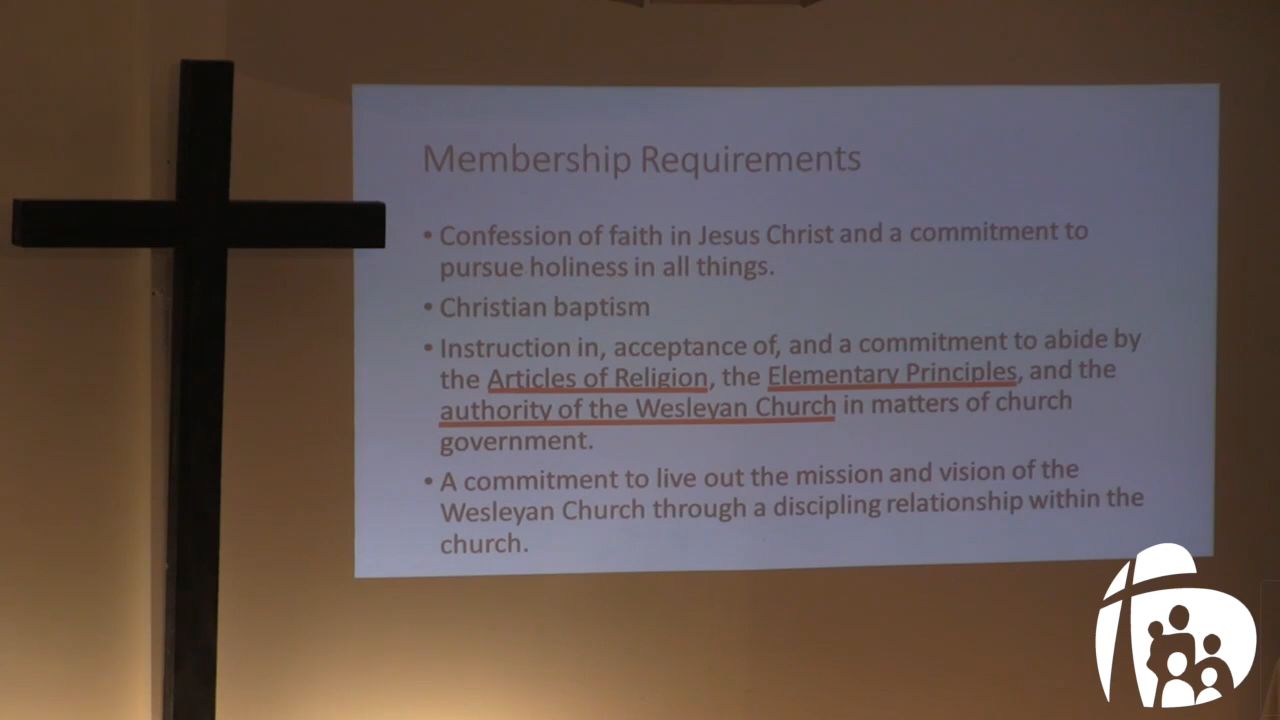 Membership Requirements
• Confession of faith in Jesus Christ and a commitment to
pursue holiness in all things.
• Christian baptism
• Instruction in, acceptance of, and a commitment to abide by
the Articles of Religion, the Elementary Principles, and the
authority of the Wesleyan Church in matters of church
government.
• A commitment to live out the mission and vision of the
Wesleyan Church through a discipling relationship within the
church.